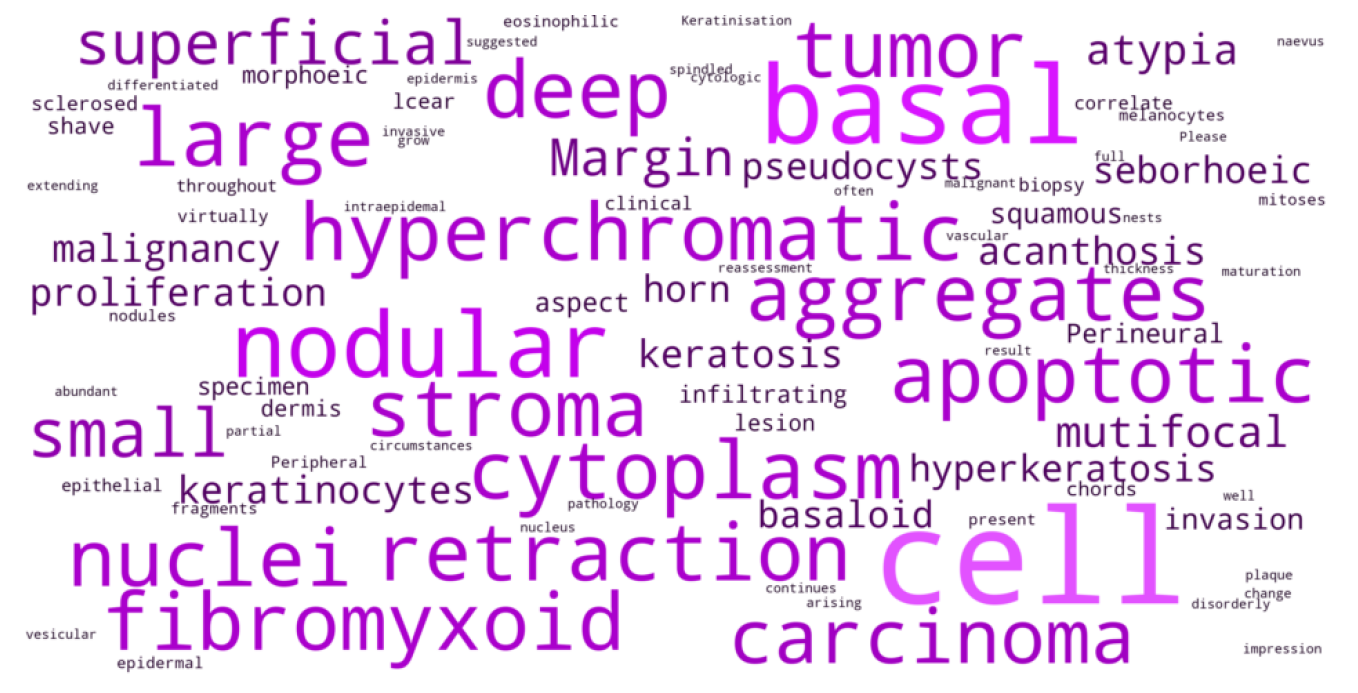 eosinophilic
Keratinisation
superficial
suggested
tumor
atypia
naevus
morphoeic
epidermis
deep
spindled
cytologic
basal
differentiated
sclerosed
lcear
correlate
shave
large
invasive
grow
melanocytes
Please
Margin
pseudocysts
full
seborhoeic
extending
throughout
often
malignant
biopsy
mitoses
virtually
intraepidemal
clinical
squamous
nests
hyperchromatic
vascular
malignancy
acanthosis
reassessment
thickness
maturation
proliferation
aspect
horn
aggregates
nodules
Perineural
nodular
keratosis
result
apoptotic
abundant
specimen
dermis
stroma
infiltrating
lesion
small
partial
circumstances
mutifocal
Peripheral
cytoplasm
hyperkeratosis
epithelial
keratinocytes
chords
well
fragments
pathology
basaloid
present
invasion
nucleus
nuclei
retraction
cell
plaque
continues
change
arising
disorderly
fibromyxoid
vesicular
carcinoma
impression
epidermal